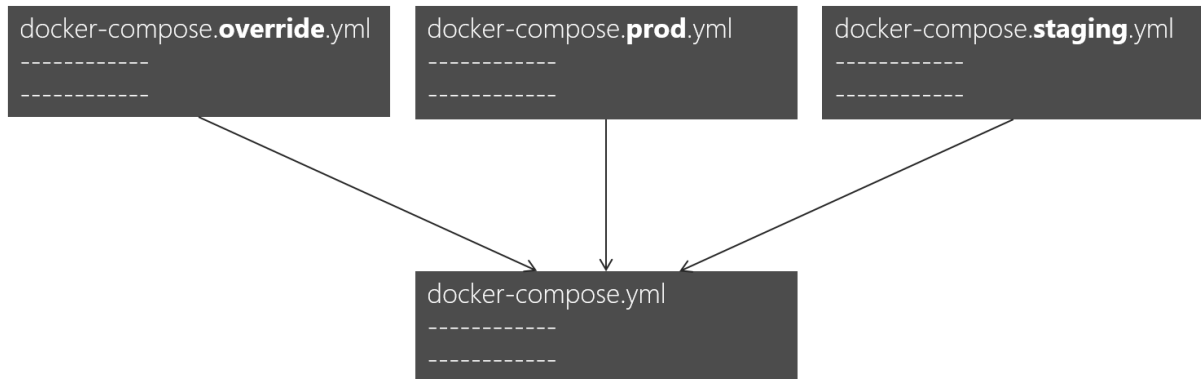 docker-compose.override.yml
------------
------------
docker-compose.prod.yml
------------
------------
docker-compose.staging.yml
------------
------------
docker-compose.yml
------------
------------